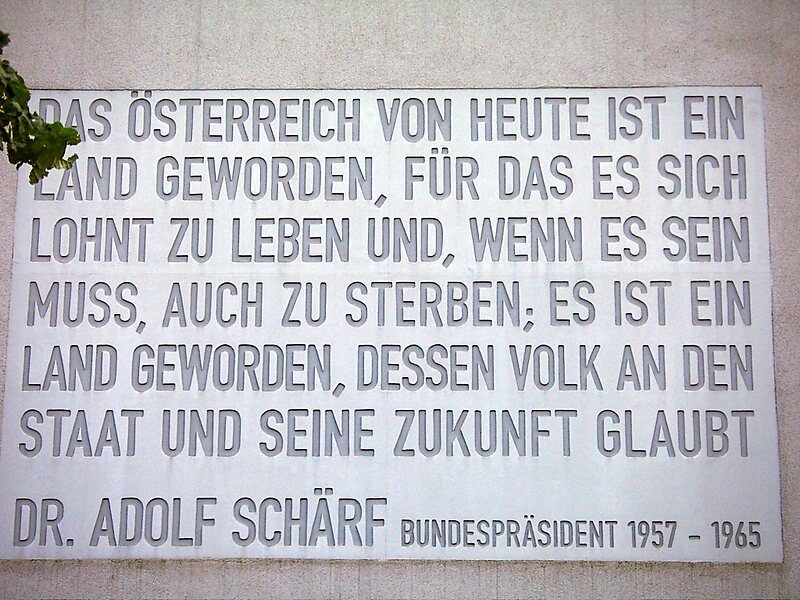 DAS ÖSTERREICH VON HEUTE IST EIN
LAND GEWORDEN, FÜR DAS ES SICH
LOHNT ZU LEBEN UND, WENN ES SEIN
MUSS, AUCH ZU STERBEN; ES IST EIN
LAND GEWORDEN, DESSEN VOLK AN DEN
STAAT UND SEINE ZUKUNFT GLAUBT
DR. ADOLF SCHÄRF BUNDESPRÄSIDENT 1957 - 1965